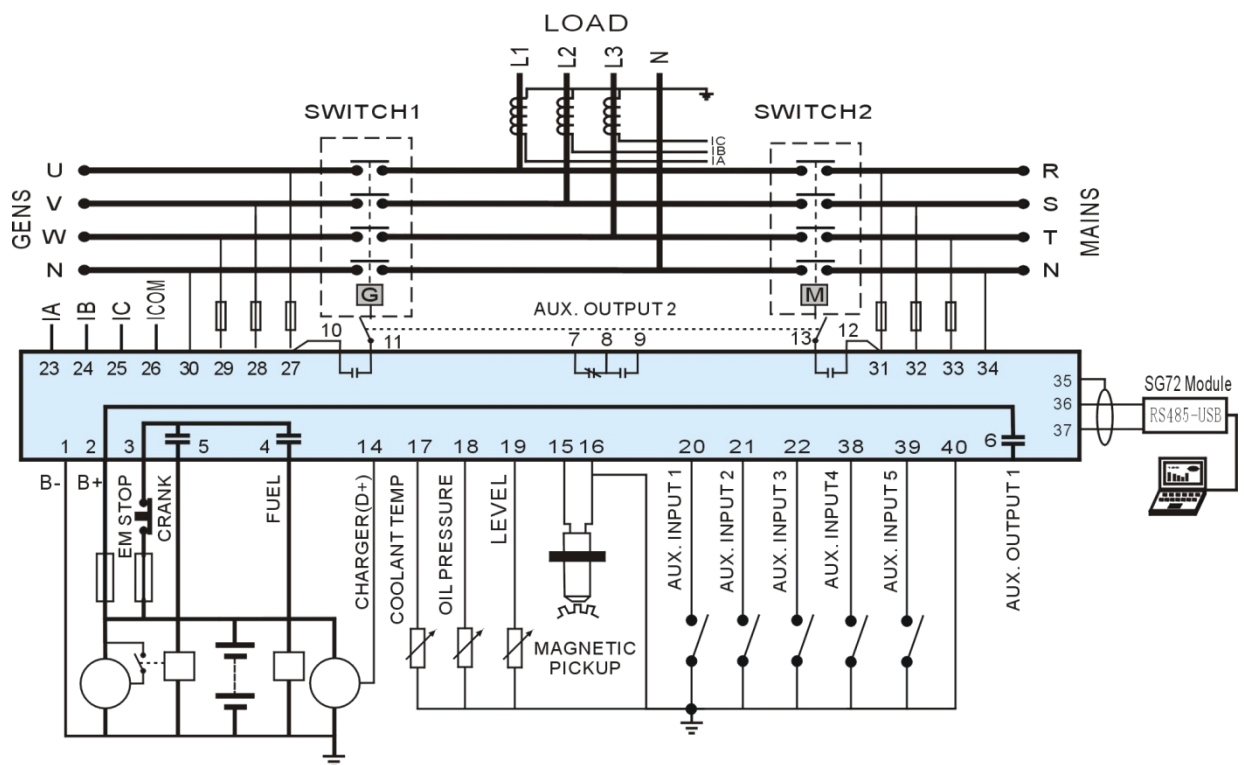 LOAD
L1
L2
L3
N
SWITCH1
SWITCH2
IC
IB
IA
GENS
U
V
W
N
R
S
T
N
MAINS
G
M
AUX. OUTPUT 2
IA
IB
IC
ICOM
10
11
7
8
9
13
12
23
24
25
26
30
29
28
27
31
32
33
34
35
36
37
SG72 Module
RS485-USB
1
2
3
5
4
14
17
18
19
15
16
20
21
22
38
39
40
6
B-
B+
EM STOP
CRANK
FUEL
CHARGER(D+)
COOLANT TEMP
OIL PRESSURE
LEVEL
MAGNETIC
PICKUP
AUX. INPUT 1
AUX. INPUT 2
AUX. INPUT 3
AUX. INPUT 4
AUX. INPUT 5
AUX. OUTPUT 1